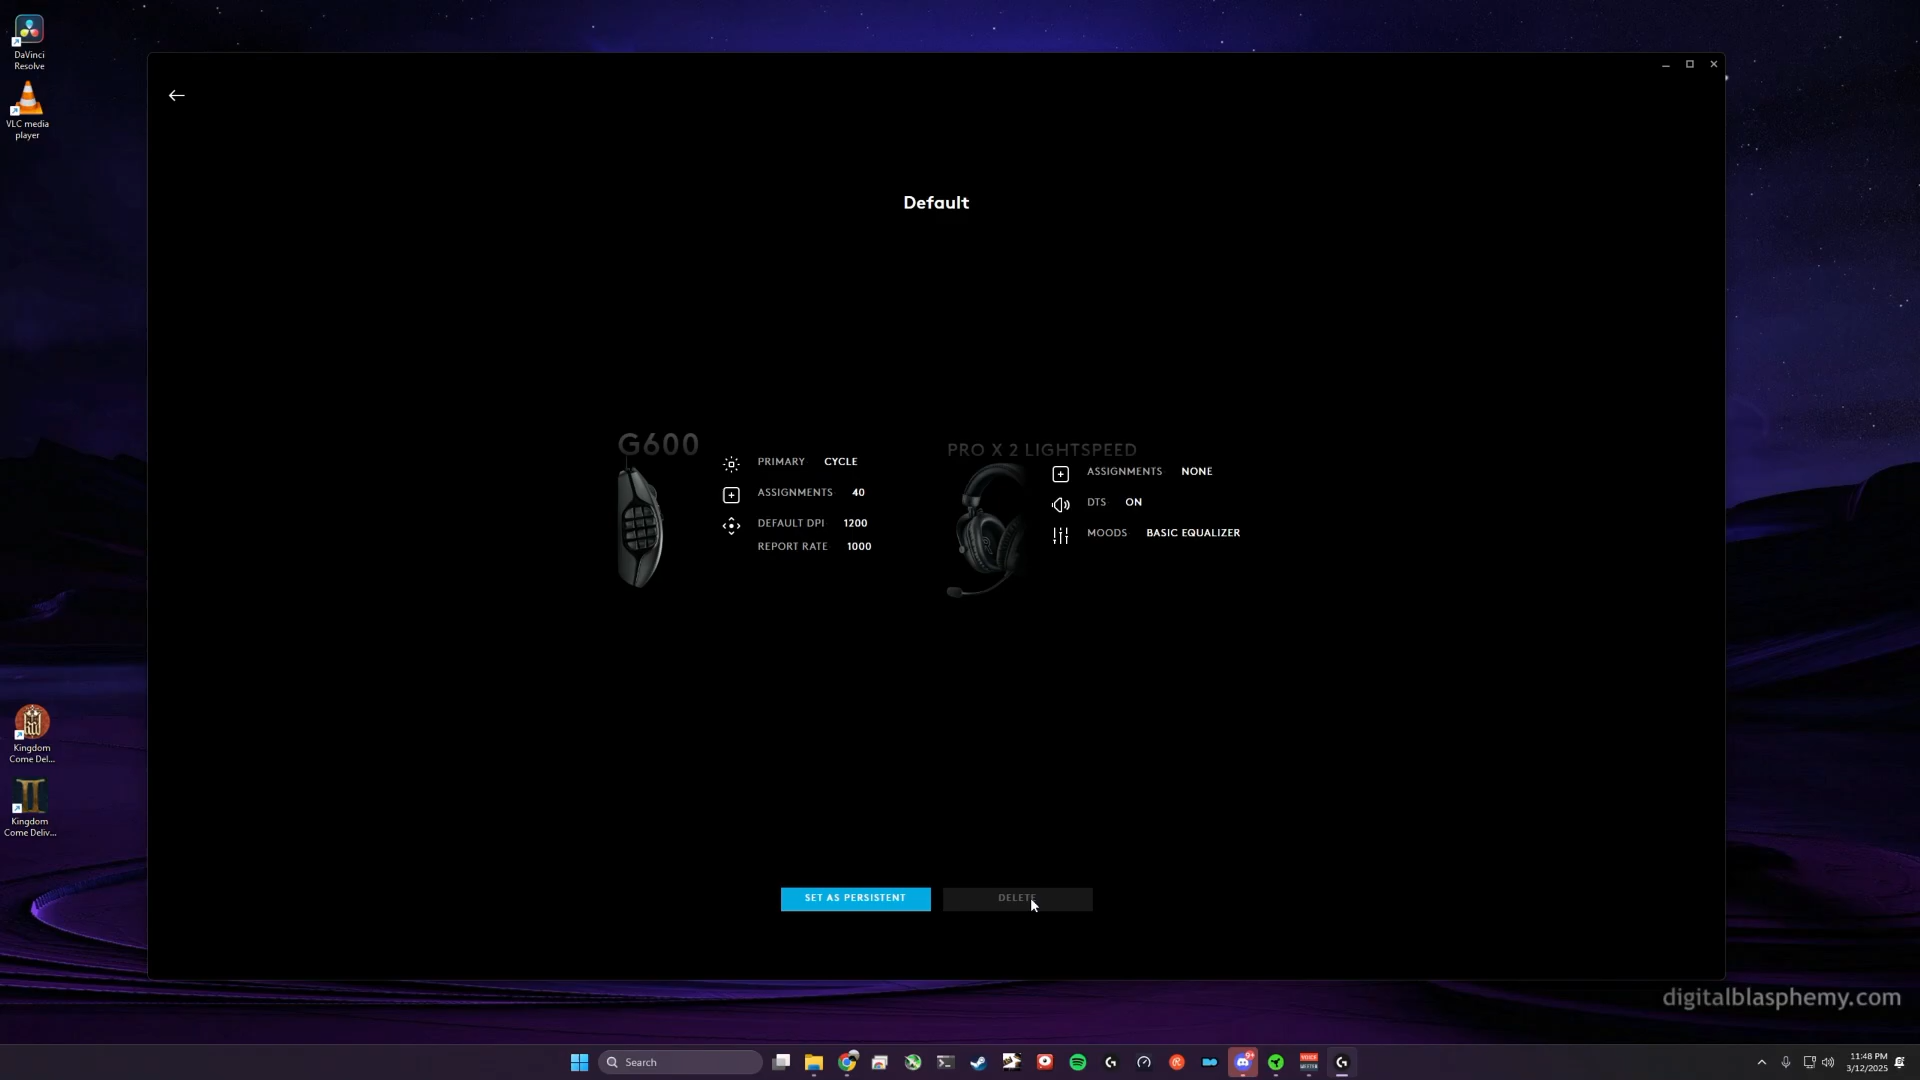 DaVinci
Resolve
VLC media
player
Default
G600
PRIMARY CYCLE
ASSIGNMENTS 40
DEFAULT DPI 1200
REPORT RATE 1000
PRO X 2 LIGHTSPEED
ASSIGNMENTS NONE
DTS ON
MOODS BASIC EQUALIZER
Kingdom
Come Del...
Kingdom
Come Deliv...
SET AS PERSISTENT
DELETE
digitalblasphemy.com
Search
11:48 PM
3/12/2025